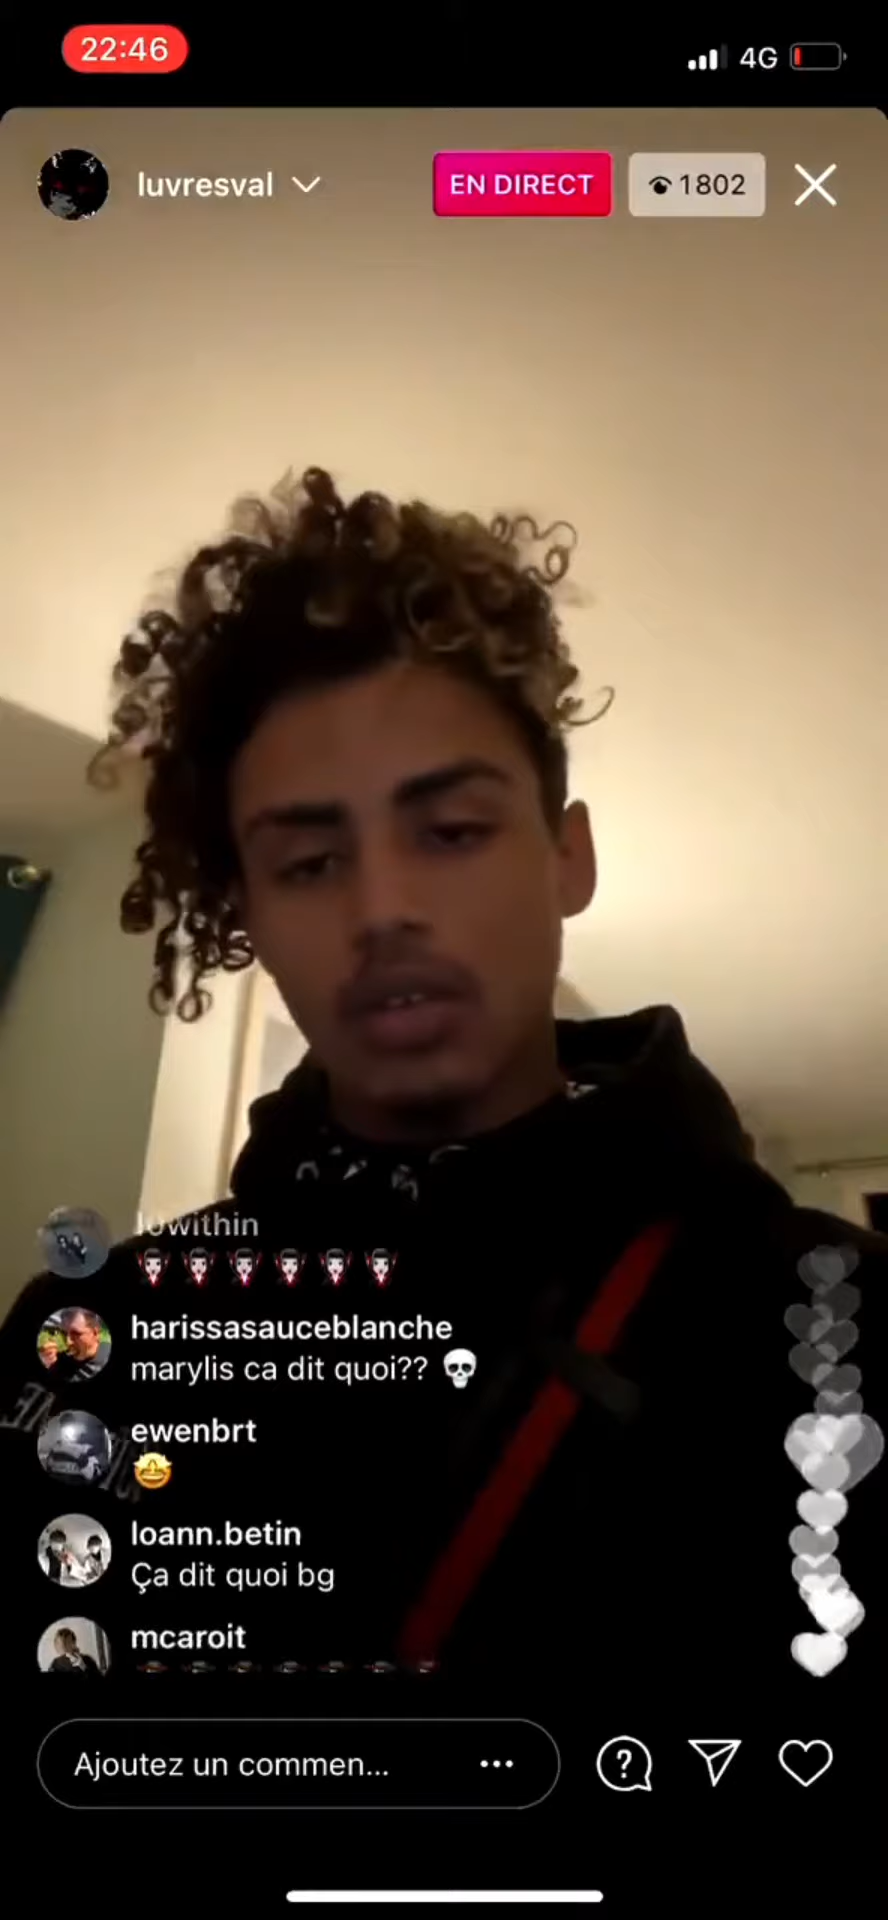 22:46
4G
luvresval
EN DIRECT
1802
harissasauceblanche
marylis ca dit quoi?? 💀
ewenbrt
🤩
loann.betin
Ça dit quoi bg
mcaroit
Ajoutez un commen...